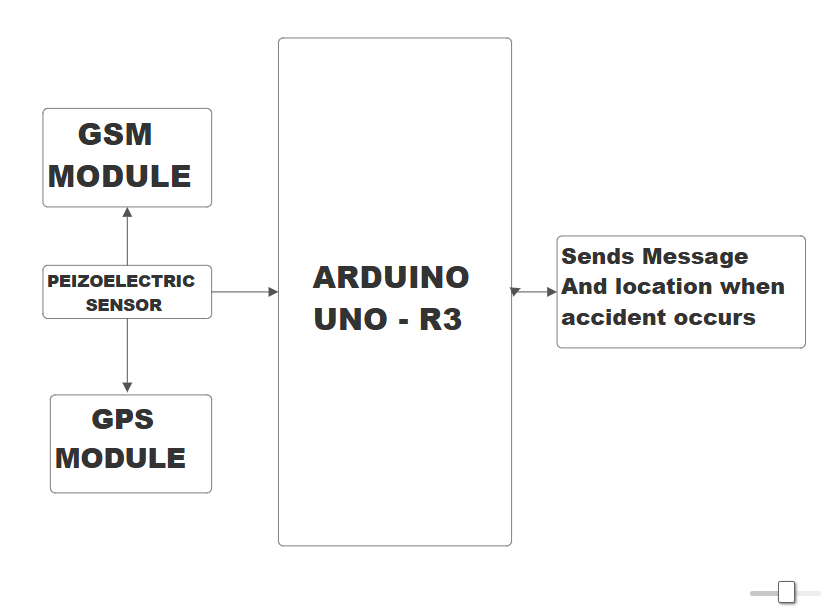 GSM
MODULE
PEIZOELECTRIC
SENSOR
GPS
MODULE
ARDUINO
UNO - R3
Sends Message
And location when
accident occurs